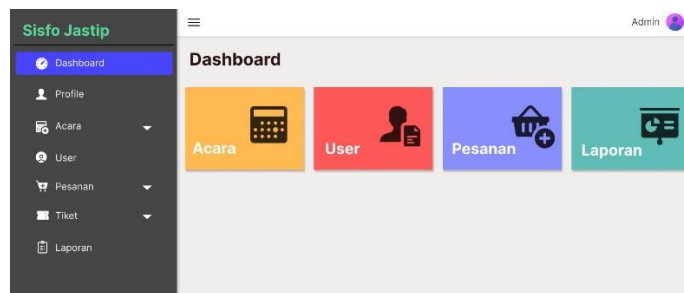 Sisfo Jastip
Admin
Dashboard
Profile
Acara
User
Pesanan
Tiket
Laporan
Dashboard
Acara
User
Pesanan
Laporan